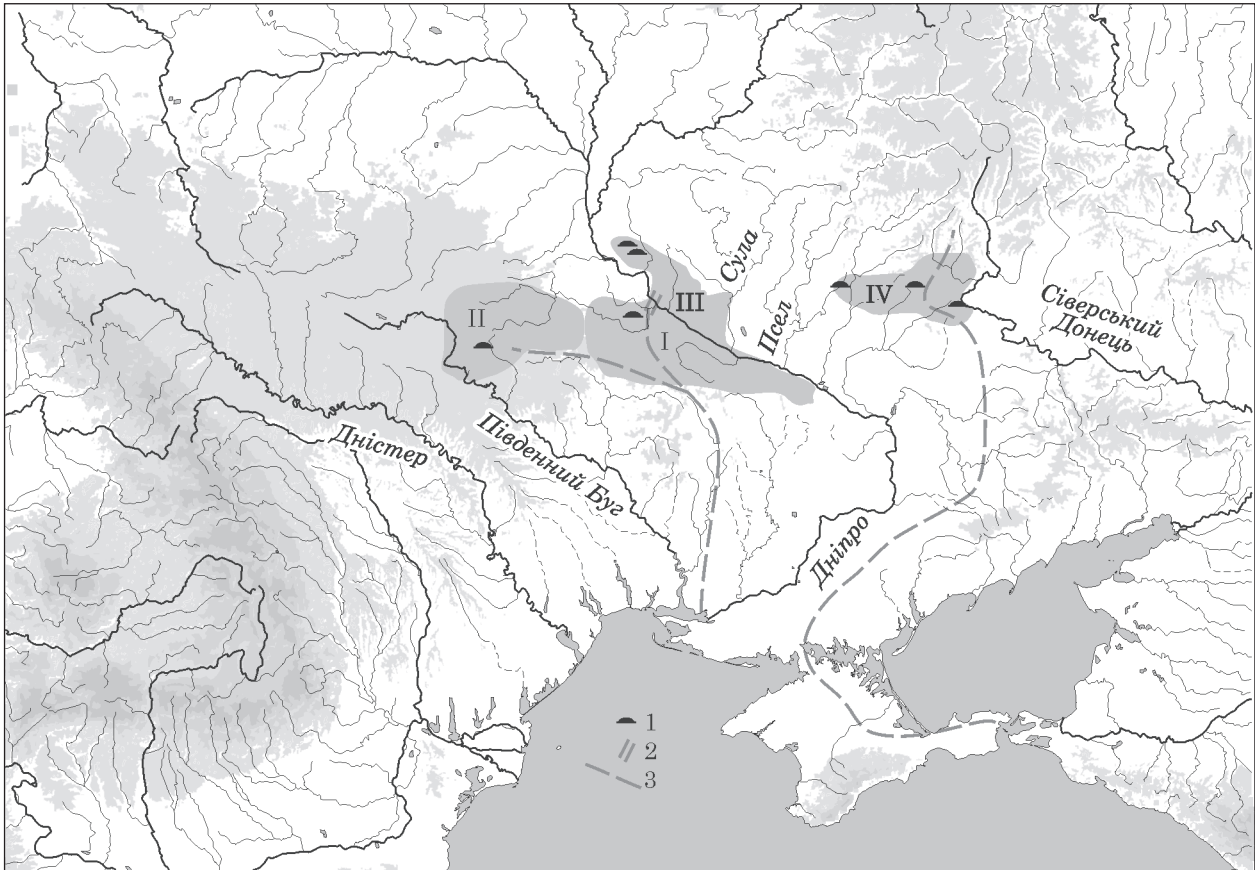 Сула
Псел
III
IV
II
I
Сіверський
Донець
Дністер
Південний Буг
Дніпро
1
2
3